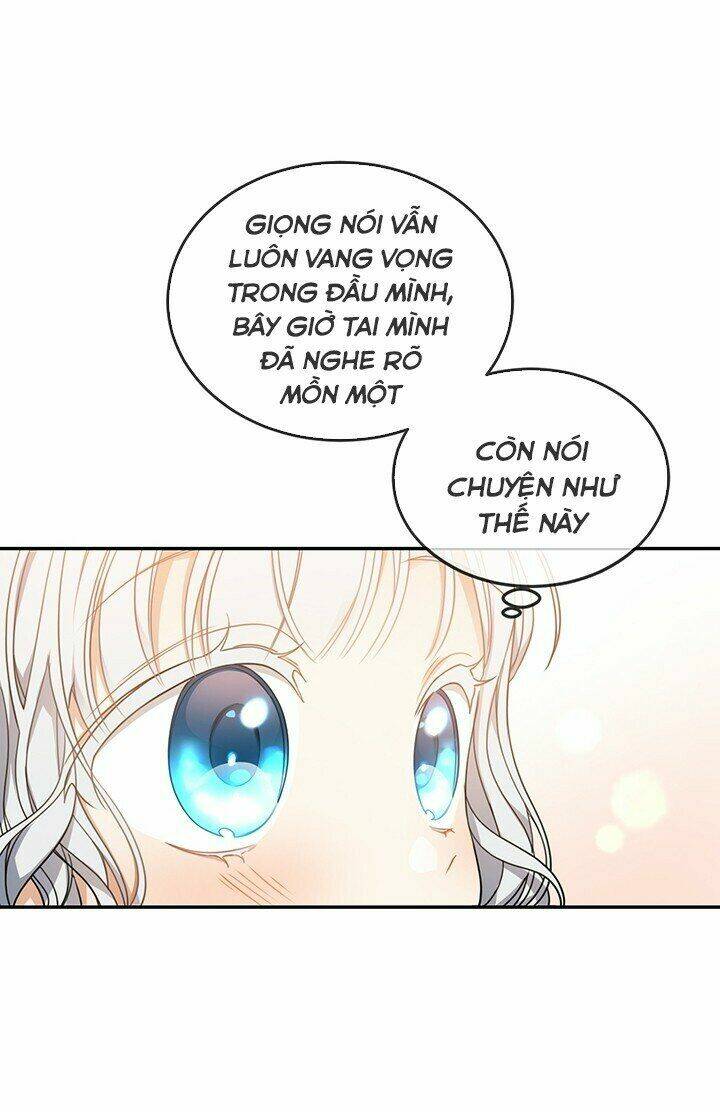 GIỌNG NÓI VẪN
LUÔN VANG VỌNG
TRONG ĐẦU MÌNH,
BÂY GIỜ TAI MÌNH
ĐÃ NGHE RÕ
MỒN MỘT
CÒN NÓI
CHUYỆN NHƯ
THẾ NÀY